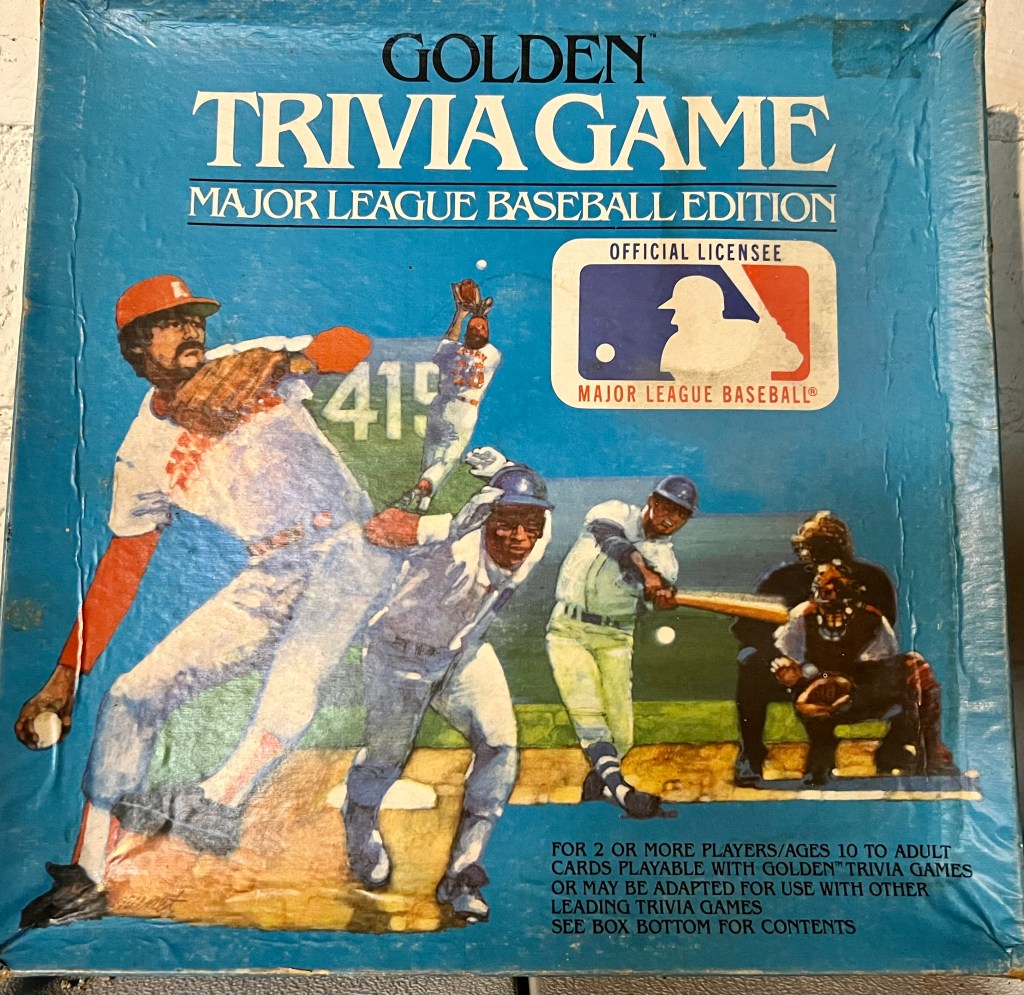 GOLDEN™
TRIVIA GAME
MAJOR LEAGUE BASEBALL EDITION
OFFICIAL LICENSEE
MAJOR LEAGUE BASEBALL®
415
FOR 2 OR MORE PLAYERS/AGES 10 TO ADULT
CARDS PLAYABLE WITH GOLDEN™ TRIVIA GAMES
OR MAY BE ADAPTED FOR USE WITH OTHER
LEADING TRIVIA GAMES
SEE BOX BOTTOM FOR CONTENTS